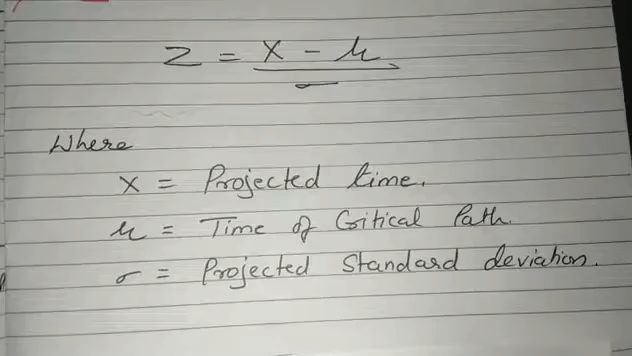 Z = X - μ
σ
Where
X = Projected time.
μ = Time of Critical Path.
σ = Projected Standard deviation.